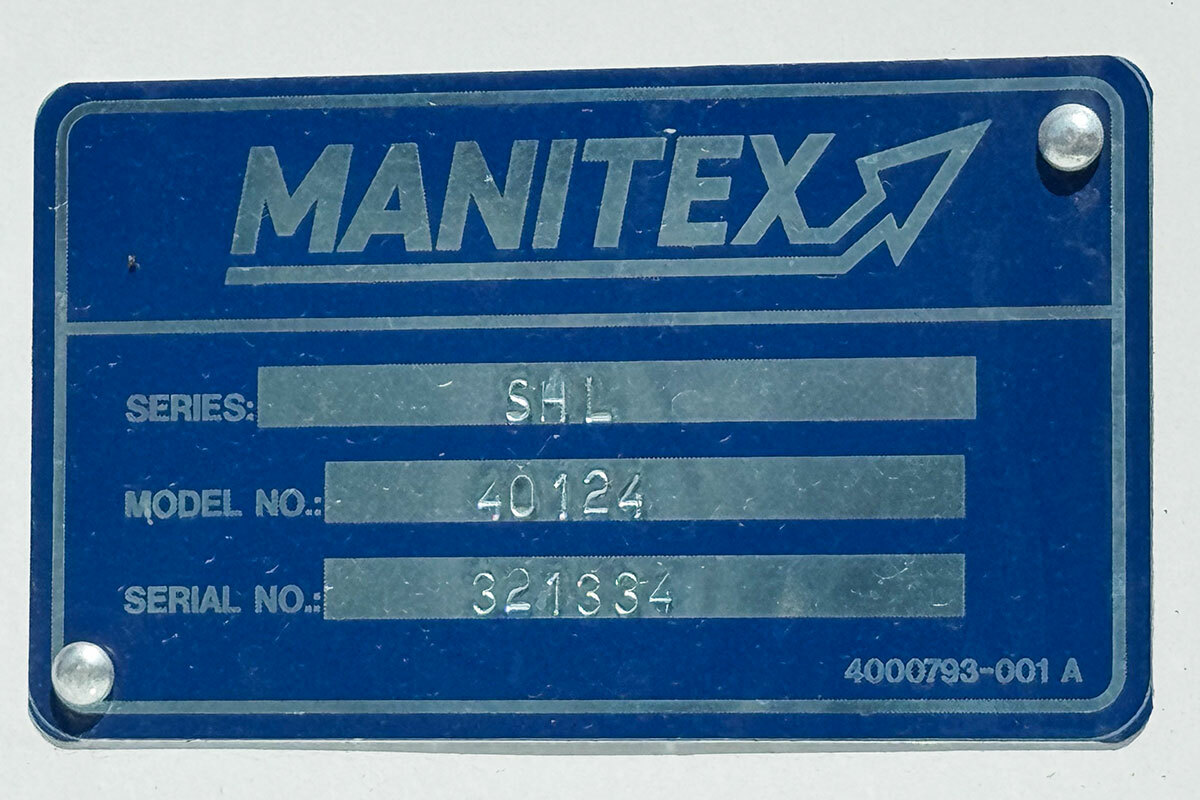 MANITEX
SERIES: SHL
MODEL NO.: 40124
SERIAL NO.: 321334
4000793-001 A